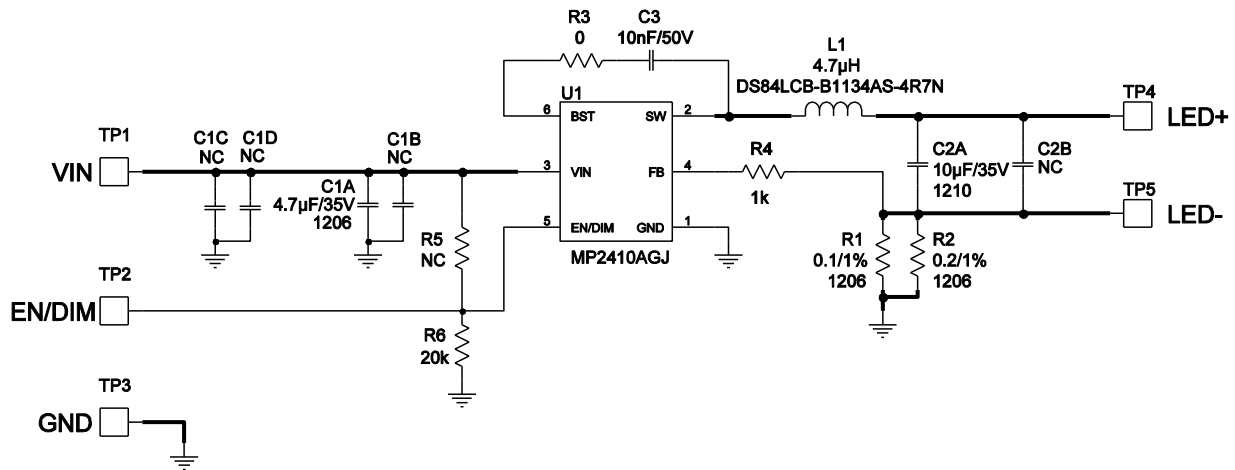 R3
0
C3
10nF/50V
L1
4.7µH
DS84LCB-B1134AS-4R7N
U1
6
BST
SW
2
TP4
LED+
TP1
VIN
C1C
NC
C1D
NC
C1B
NC
C1A
4.7µF/35V
1206
3
VIN
FB
4
R4
1k
C2A
10µF/35V
1210
C2B
NC
TP5
LED-
R5
NC
5
EN/DIM
GND
1
MP2410AGJ
R1
0.1/1%
1206
R2
0.2/1%
1206
TP2
EN/DIM
R6
20k
TP3
GND